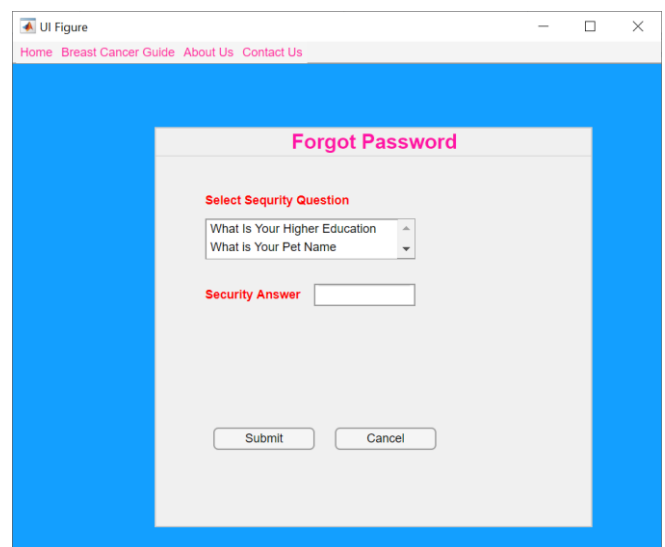 UI Figure
Home Breast Cancer Guide About Us Contact Us
Forgot Password
Select Sequrity Question
What Is Your Higher Education
What is Your Pet Name
Security Answer
Submit Cancel